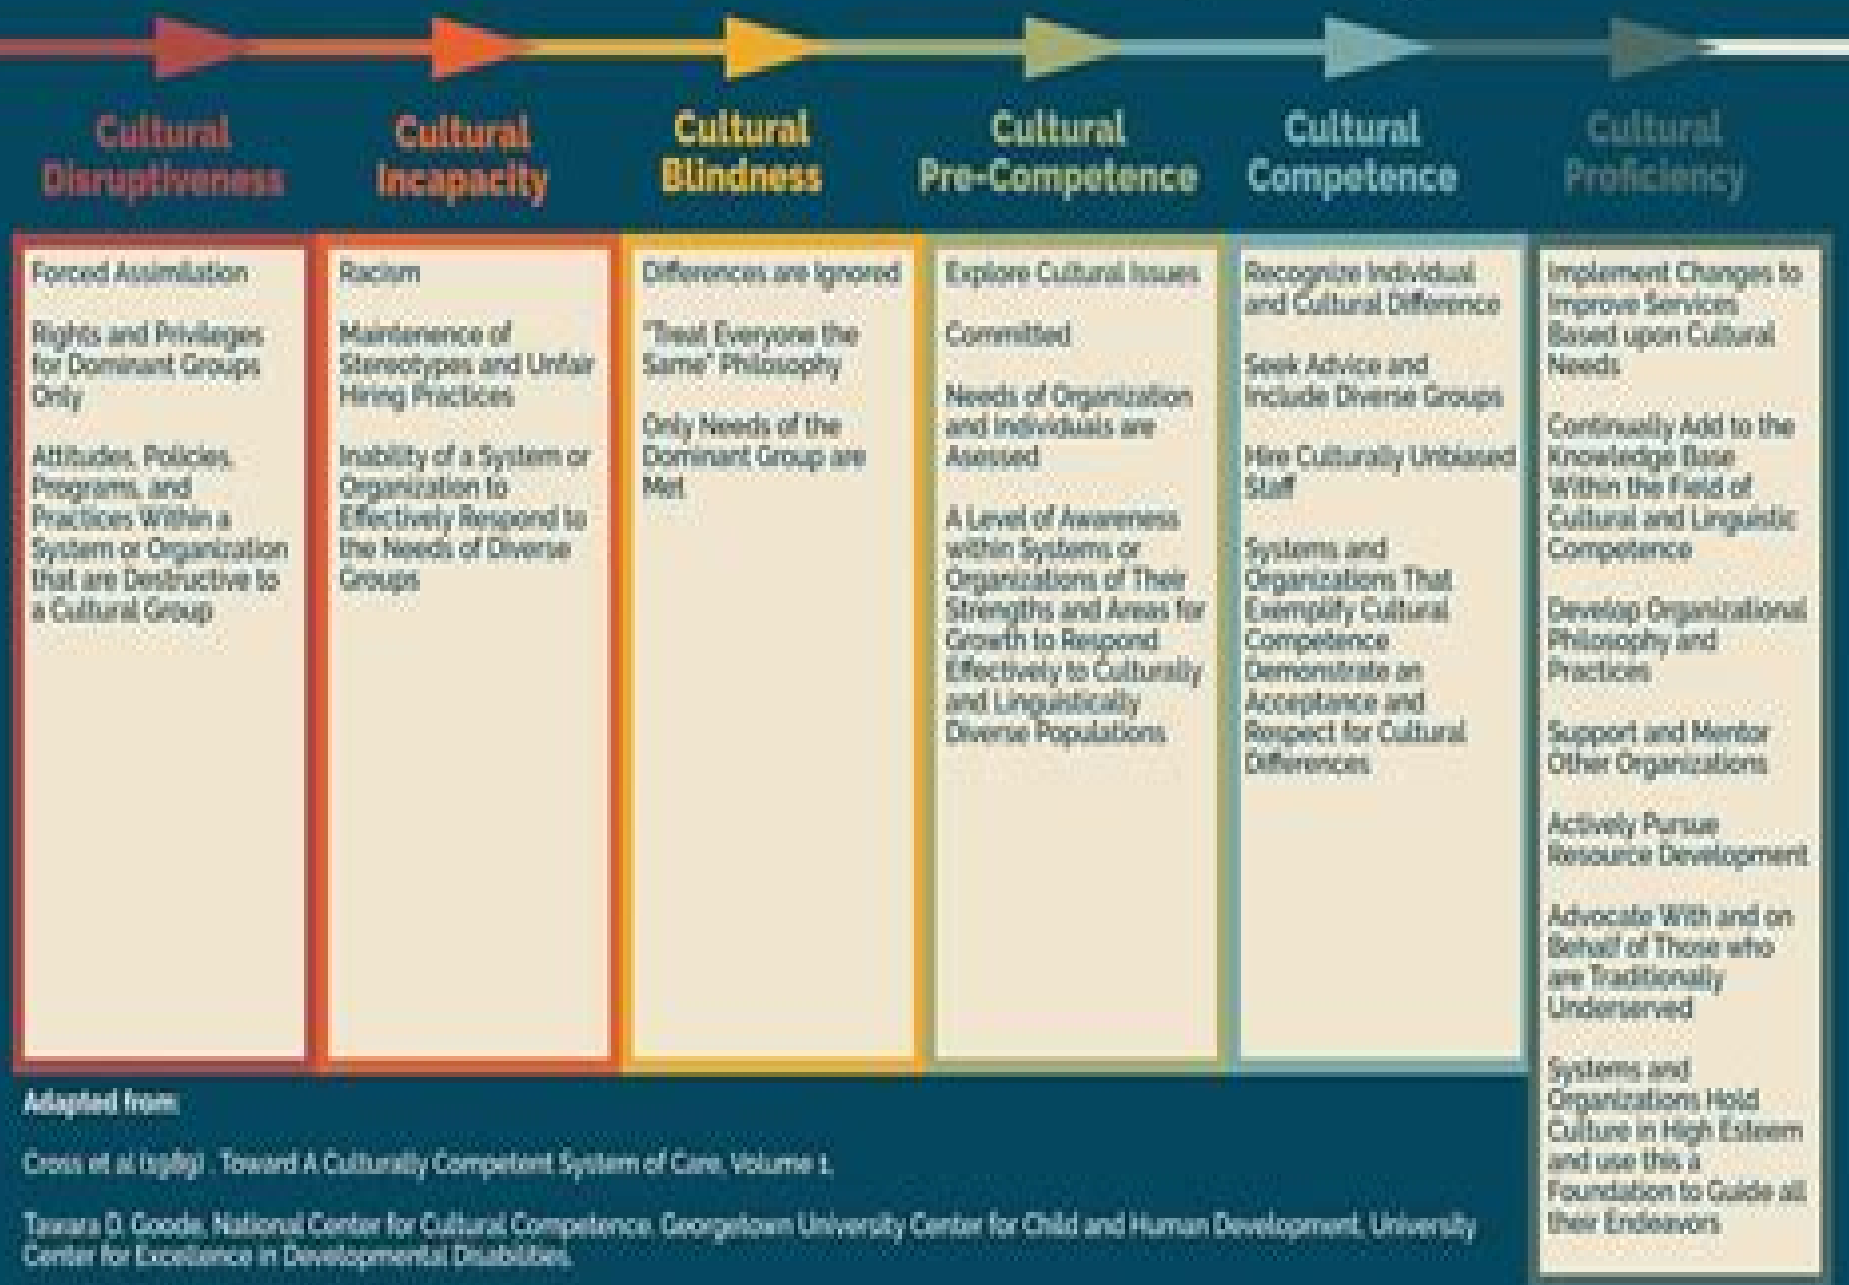 Cultural
Disruptiveness
Cultural
Incapacity
Cultural
Blindness
Cultural
Pre-Competence
Cultural
Competence
Cultural
Proficiency
Forced Assimilation
Rights and Privileges
for Dominant Groups
Only
Attitudes, Policies,
Programs, and
Practices Within a
System or Organization
that are Destructive to
a Cultural Group
Racism
Maintenence of
Stereotypes and Unfair
Hiring Practices
Inability of a System or
Organization to
Effectively Respond to
the Needs of Diverse
Groups
Differences are Ignored
"Treat Everyone the
Same" Philosophy
Only Needs of the
Dominant Group are
Met
Explore Cultural Issues
Committed
Needs of Organization
and Individuals are
Asessed
A Level of Awareness
within Systems or
Organizations of Their
Strengths and Areas for
Growth to Respond
Effectively to Culturally
and Linguistically
Diverse Populations
Recognize Individual
and Cultural Difference
Seek Advice and
Include Diverse Groups
Hire Culturally Unbiased
Staff
Systems and
Organizations That
Exemplify Cultural
Competence
Demonstrate an
Acceptance and
Respect for Cultural
Differences
Implement Changes to
Improve Services
Based upon Cultural
Needs
Continually Add to the
Knowledge Base
Within the Field of
Cultural and Linguistic
Competence
Develop Organizational
Philosophy and
Practices
Support and Mentor
Other Organizations
Actively Pursue
Resource Development
Advocate With and on
Behalf of Those who
are Traditionally
Underserved
Systems and
Organizations Hold
Culture in High Esteem
and use this a
Foundation to Guide all
their Endeavors
Adapted from:
Cross et al (1989) . Toward A Culturally Competent System of Care, Volume 1.
Tawara D. Goode, National Center for Cultural Competence. Georgetown University Center for Child and Human Development, University
Center for Excellence in Developmental Disabilities.